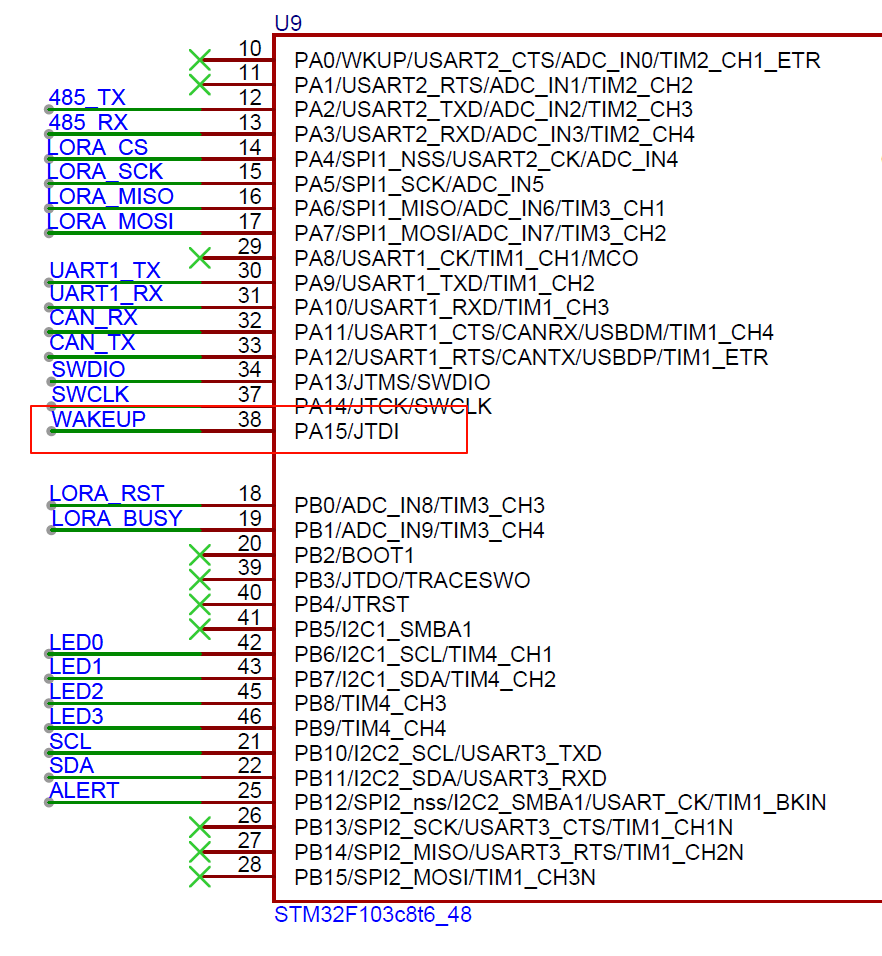 U9
10 PA0/WKUP/USART2_CTS/ADC_IN0/TIM2_CH1_ETR
11 PA1/USART2_RTS/ADC_IN1/TIM2_CH2
485_TX 12 PA2/USART2_TXD/ADC_IN2/TIM2_CH3
485_RX 13 PA3/USART2_RXD/ADC_IN3/TIM2_CH4
LORA_CS 14 PA4/SPI1_NSS/USART2_CK/ADC_IN4
LORA_SCK 15 PA5/SPI1_SCK/ADC_IN5
LORA_MISO 16 PA6/SPI1_MISO/ADC_IN6/TIM3_CH1
LORA_MOSI 17 PA7/SPI1_MOSI/ADC_IN7/TIM3_CH2
29 PA8/USART1_CK/TIM1_CH1/MCO
UART1_TX 30 PA9/USART1_TXD/TIM1_CH2
UART1_RX 31 PA10/USART1_RXD/TIM1_CH3
CAN_RX 32 PA11/USART1_CTS/CANRX/USBDM/TIM1_CH4
CAN_TX 33 PA12/USART1_RTS/CANTX/USBDP/TIM1_ETR
SWDIO 34 PA13/JTMS/SWDIO
SWCLK 37 PA14/JTCK/SWCLK
WAKEUP 38 PA15/JTDI
LORA_RST 18 PB0/ADC_IN8/TIM3_CH3
LORA_BUSY 19 PB1/ADC_IN9/TIM3_CH4
20 PB2/BOOT1
39 PB3/JTDO/TRACESWO
40 PB4/JTRST
41 PB5/I2C1_SMBA1
LED0 42 PB6/I2C1_SCL/TIM4_CH1
LED1 43 PB7/I2C1_SDA/TIM4_CH2
LED2 45 PB8/TIM4_CH3
LED3 46 PB9/TIM4_CH4
SCL 21 PB10/I2C2_SCL/USART3_TXD
SDA 22 PB11/I2C2_SDA/USART3_RXD
ALERT 25 PB12/SPI2_nss/I2C2_SMBA1/USART_CK/TIM1_BKIN
26 PB13/SPI2_SCK/USART3_CTS/TIM1_CH1N
27 PB14/SPI2_MISO/USART3_RTS/TIM1_CH2N
28 PB15/SPI2_MOSI/TIM1_CH3N
STM32F103c8t6_48